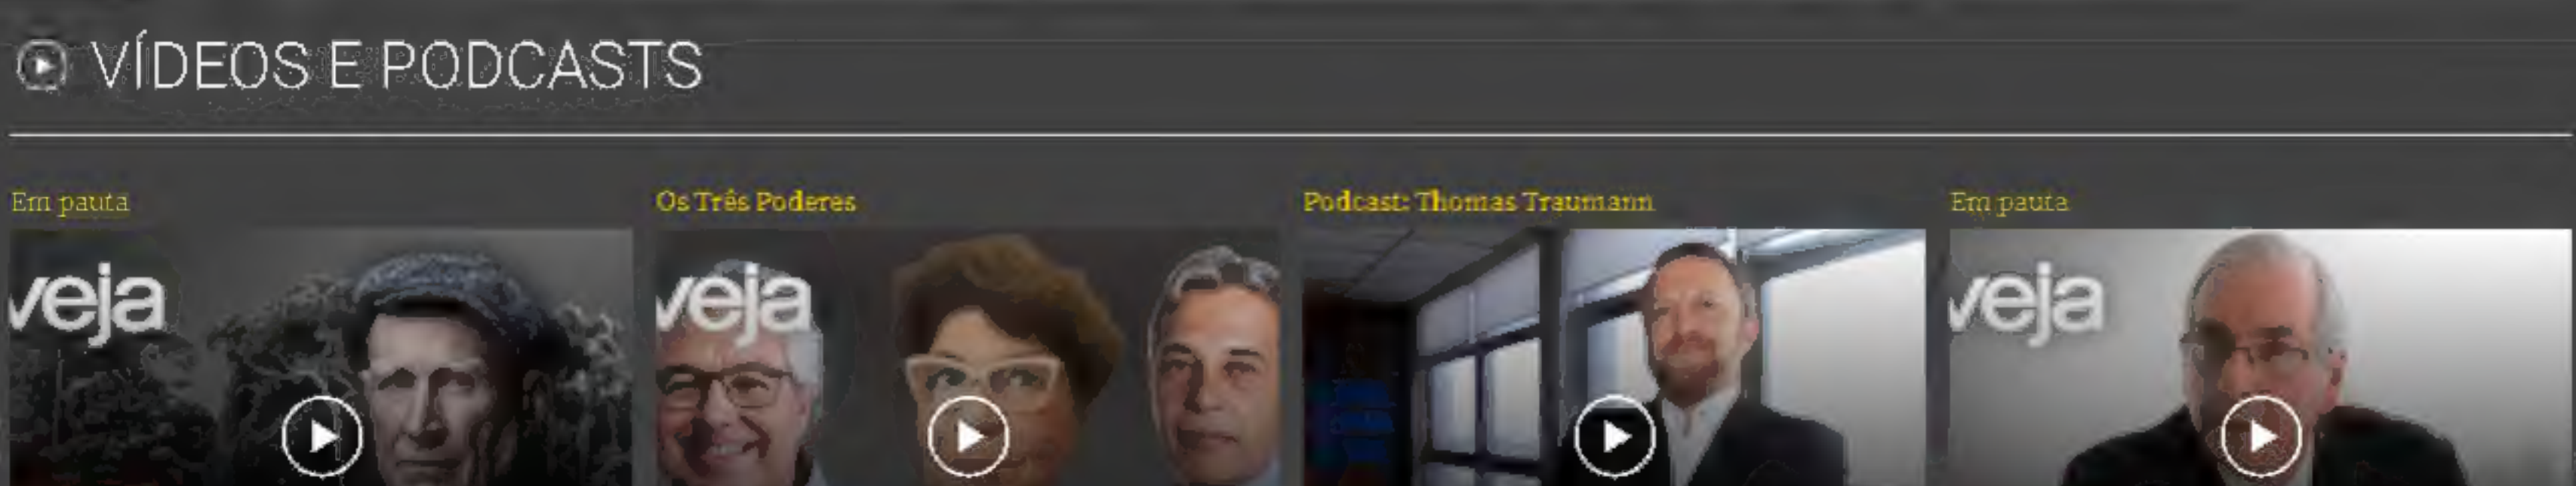 VÍDEOS E PODCASTS
Em pauta
Os Três Poderes
Podcast: Thomas Traumann
Em pauta
veja
veja
veja